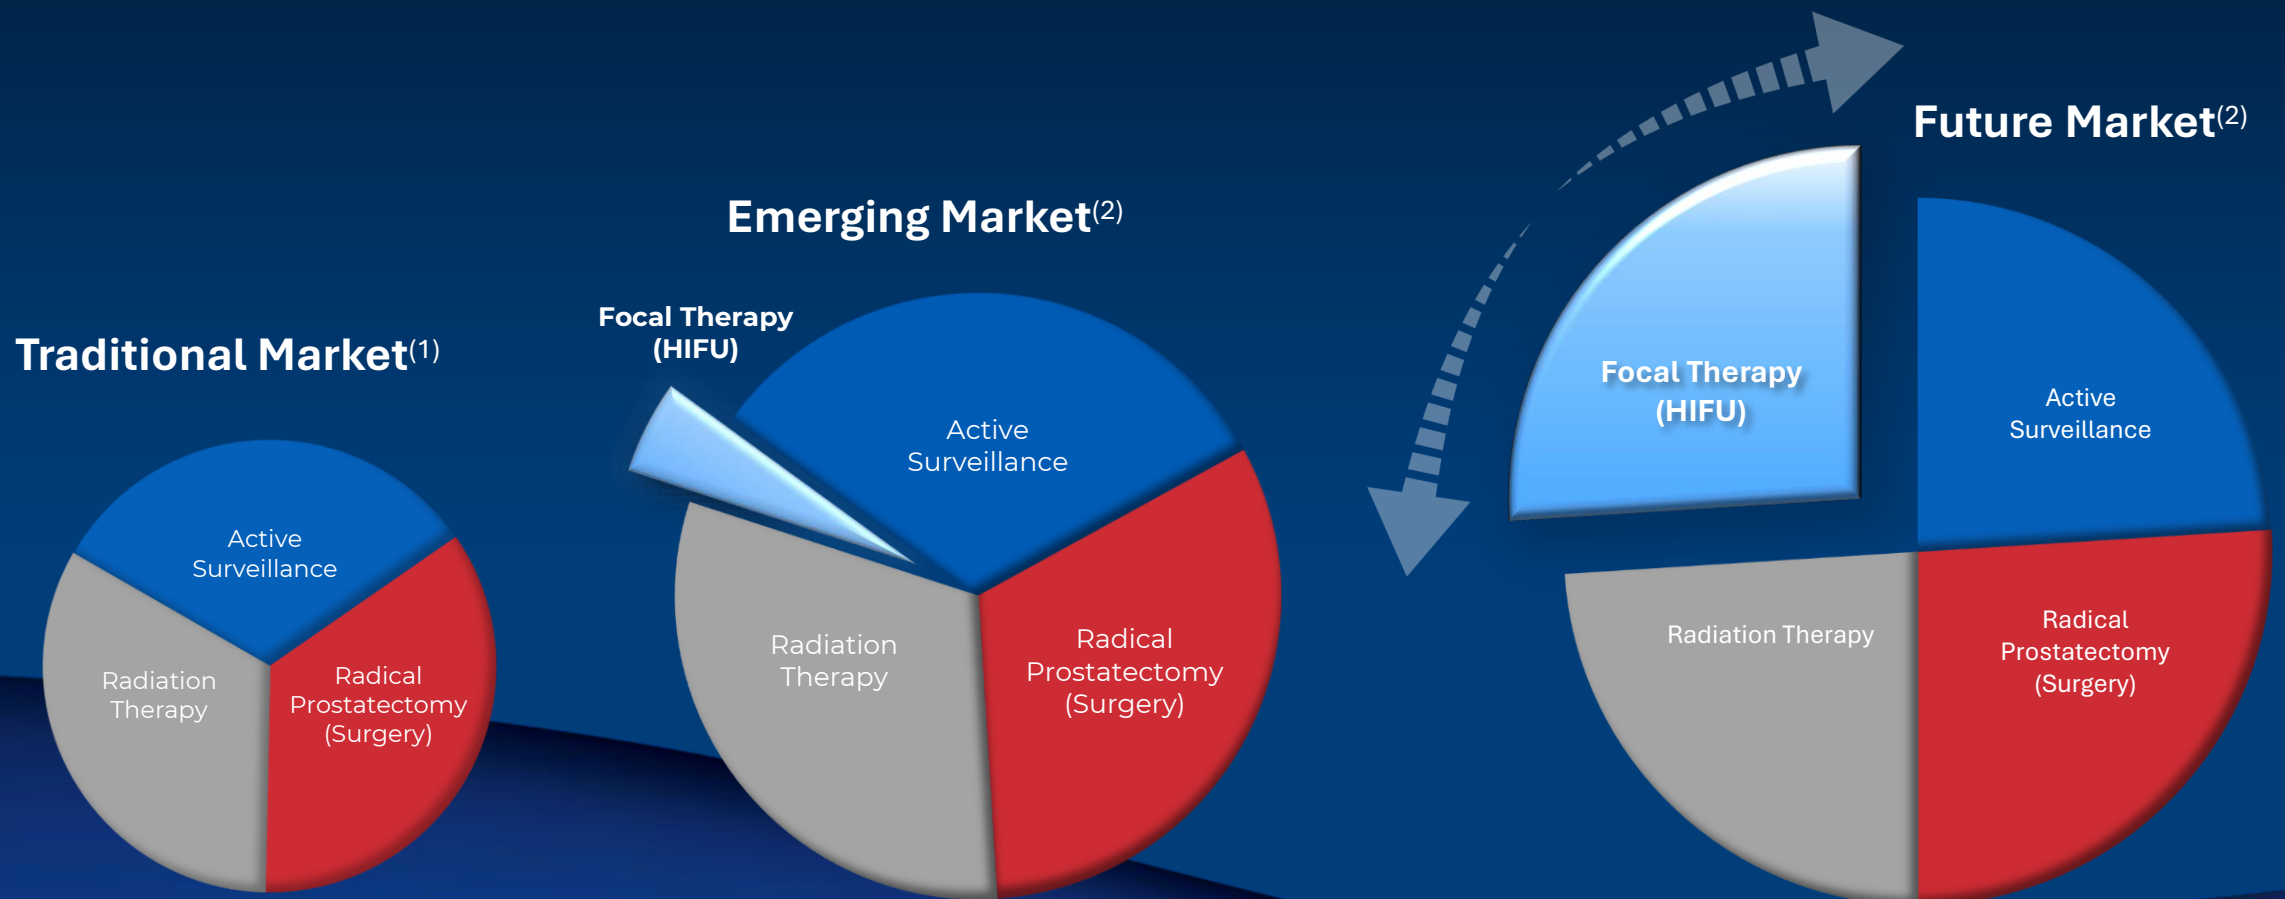 Traditional Market(1)
Active
Surveillance
Radiation
Therapy
Radical
Prostatectomy
(Surgery)
Emerging Market(2)
Focal Therapy
(HIFU)
Active
Surveillance
Radiation
Therapy
Radical
Prostatectomy
(Surgery)
Future Market(2)
Focal Therapy
(HIFU)
Active
Surveillance
Radiation Therapy
Radical
Prostatectomy
(Surgery)